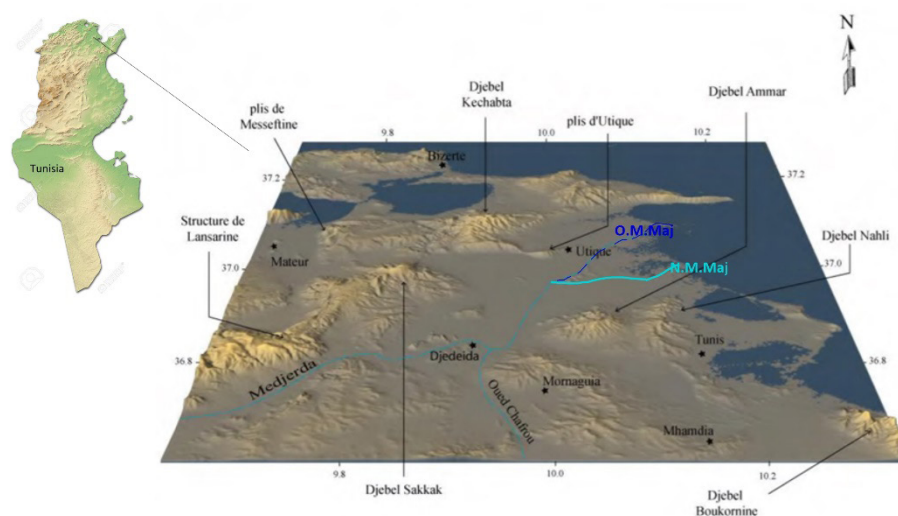 N
Djebel
Kechabta
Djebel Ammar
plis de
Messeftine
plis d'Utique
9.8
10.0
10.2
Bizerte
37.2
37.2
Tunisia
Structure de
Lansarine
O.M.Maj
Djebel Nahli
Utique
Mateur
37.0
N.M.Maj
37.0
Tunis
Djedeida
36.8
36.8
Medjerda
Mornaguia
Oued Chafrou
Mhamdia
9.8
10.0
10.2
Djebel Sakkak
Djebel
Boukornine